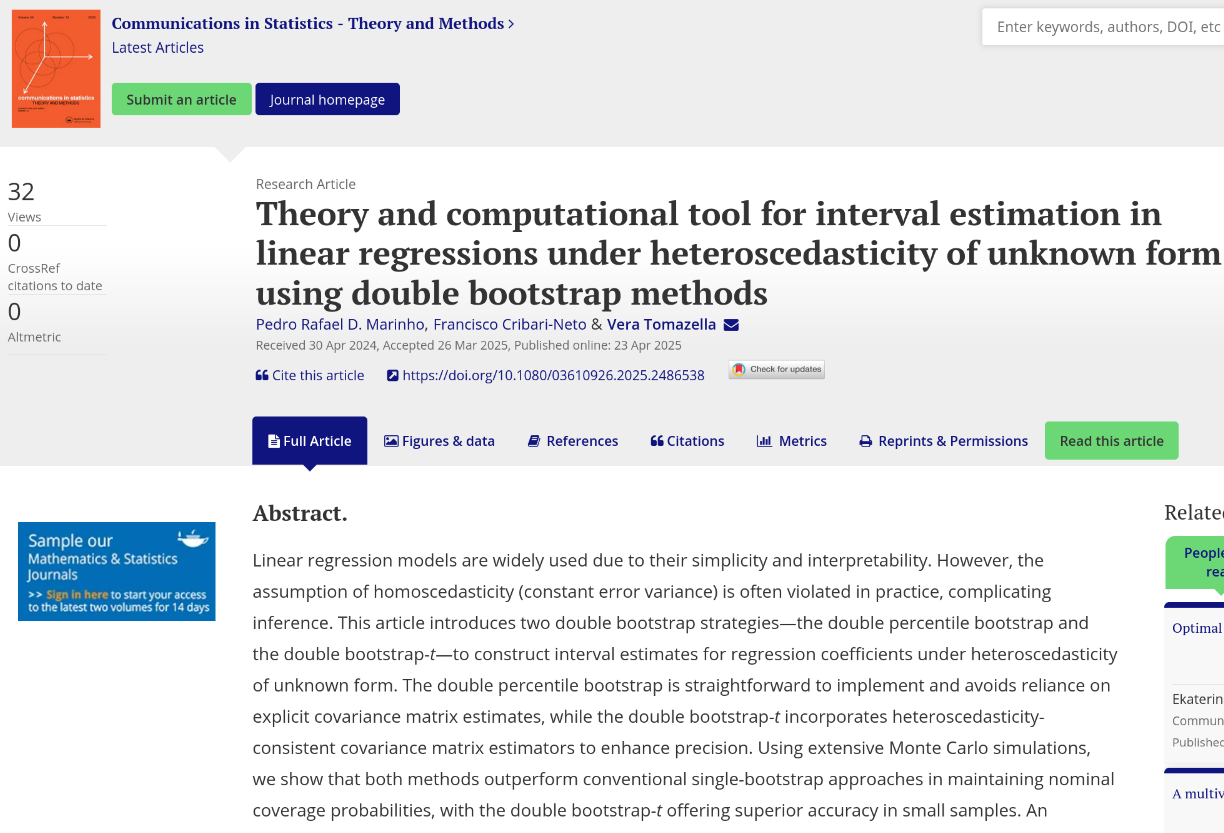 Communications in Statistics - Theory and Methods
Latest Articles
Enter keywords, authors, DOI, etc
communications in statistics
THEORY AND METHODS
Submit an article
Journal homepage
32
Views
0
CrossRef
citations to date
0
Altmetric
Research Article
Theory and computational tool for interval estimation in
linear regressions under heteroscedasticity of unknown form
using double bootstrap methods
Pedro Rafael D. Marinho, Francisco Cribari-Neto & Vera Tomazella
Received 30 Apr 2024, Accepted 26 Mar 2025, Published online: 23 Apr 2025
Cite this article https://doi.org/10.1080/03610926.2025.2486538 Check for updates
Full Article Figures & data References Citations Metrics Reprints & Permissions Read this article
Sample our
Mathematics & Statistics
Journals
>> Sign in here to start your access
to the latest two volumes for 14 days
Abstract.
Linear regression models are widely used due to their simplicity and interpretability. However, the
assumption of homoscedasticity (constant error variance) is often violated in practice, complicating
inference. This article introduces two double bootstrap strategies—the double percentile bootstrap and
the double bootstrap-t—to construct interval estimates for regression coefficients under heteroscedasticity
of unknown form. The double percentile bootstrap is straightforward to implement and avoids reliance on
explicit covariance matrix estimates, while the double bootstrap-t incorporates heteroscedasticity-
consistent covariance matrix estimators to enhance precision. Using extensive Monte Carlo simulations,
we show that both methods outperform conventional single-bootstrap approaches in maintaining nominal
coverage probabilities, with the double bootstrap-t offering superior accuracy in small samples. An
Relate
People
rea
Optimal
Ekaterin
Commun
Published
A multiv